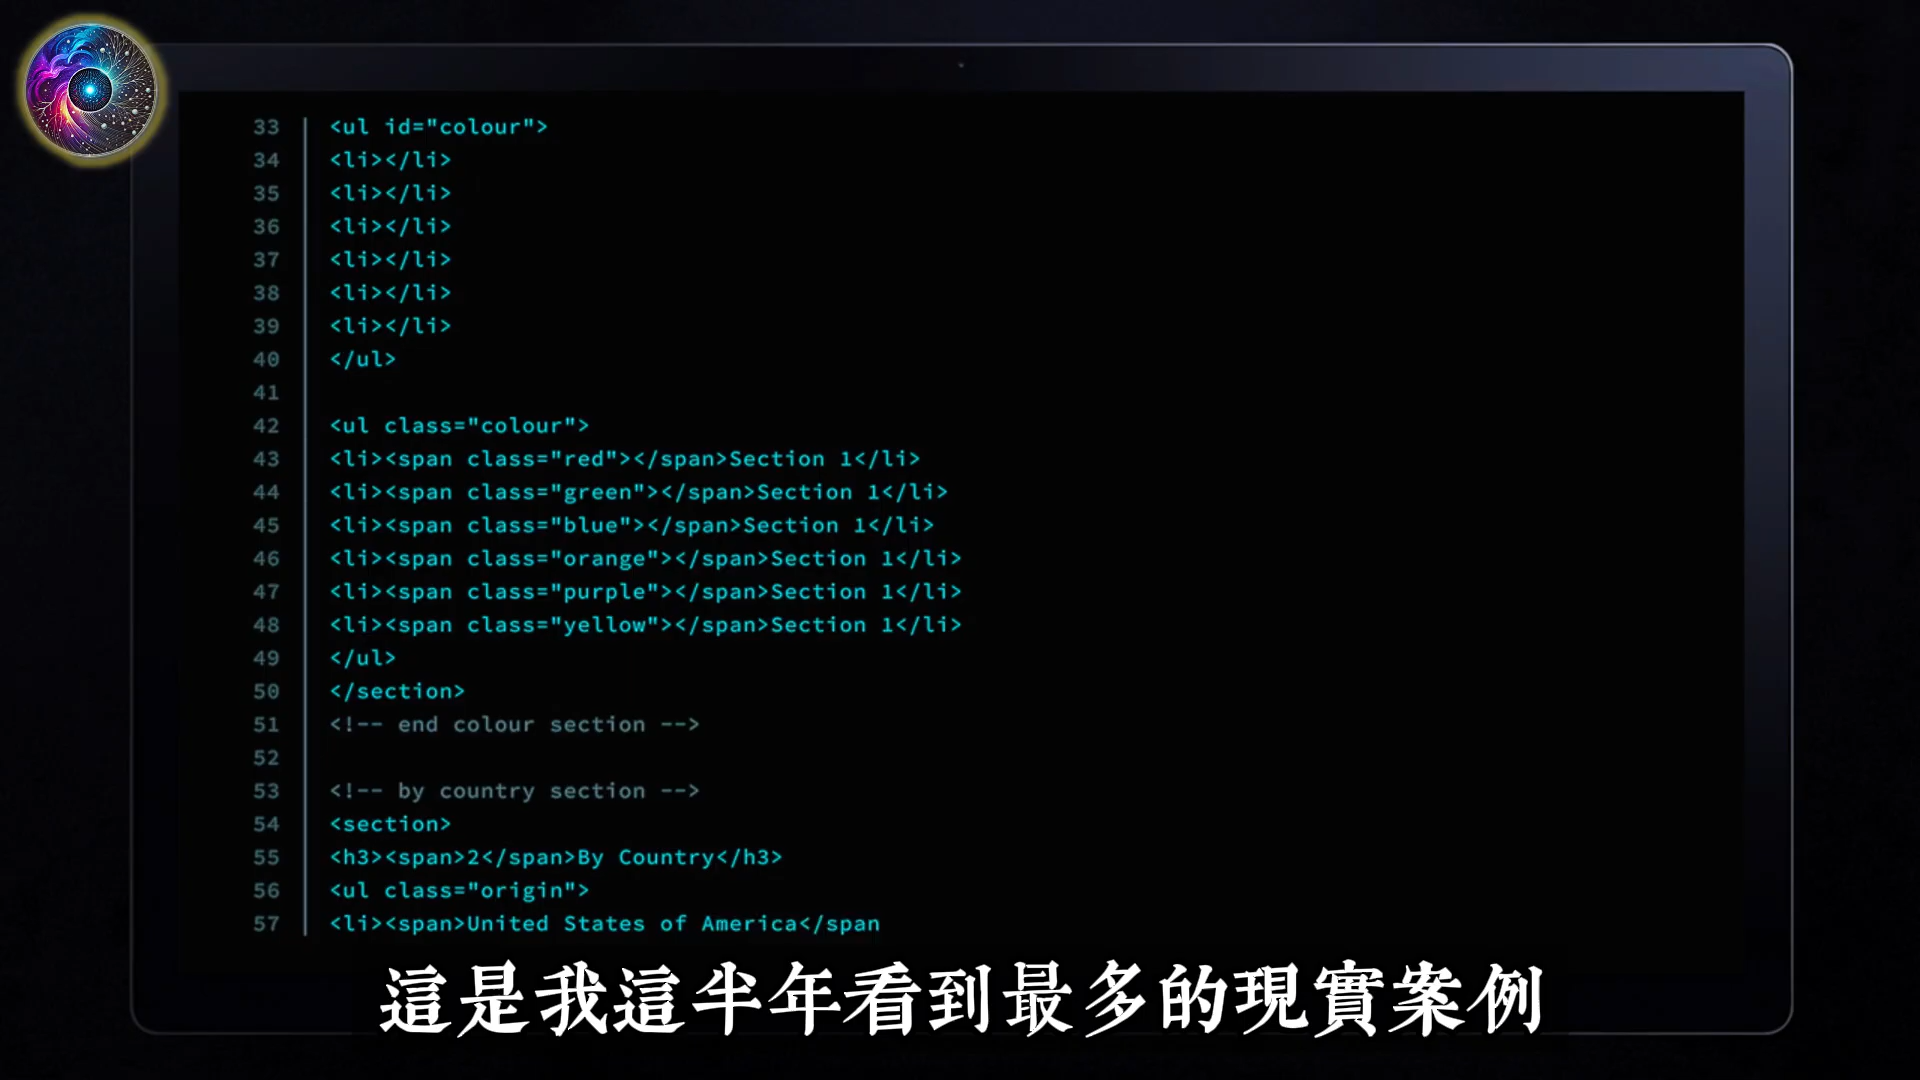 33 <ul id="colour">
34 <li></li>
35 <li></li>
36 <li></li>
37 <li></li>
38 <li></li>
39 <li></li>
40 </ul>
41
42 <ul class="colour">
43 <li><span class="red"></span>Section 1</li>
44 <li><span class="green"></span>Section 1</li>
45 <li><span class="blue"></span>Section 1</li>
46 <li><span class="orange"></span>Section 1</li>
47 <li><span class="purple"></span>Section 1</li>
48 <li><span class="yellow"></span>Section 1</li>
49 </ul>
50 </section>
51 <!-- end colour section -->
52
53 <!-- by country section -->
54 <section>
55 <h3><span>2</span>By Country</h3>
56 <ul class="origin">
57 <li><span>United States of America</span
這是我這半年看到最多的現實案例